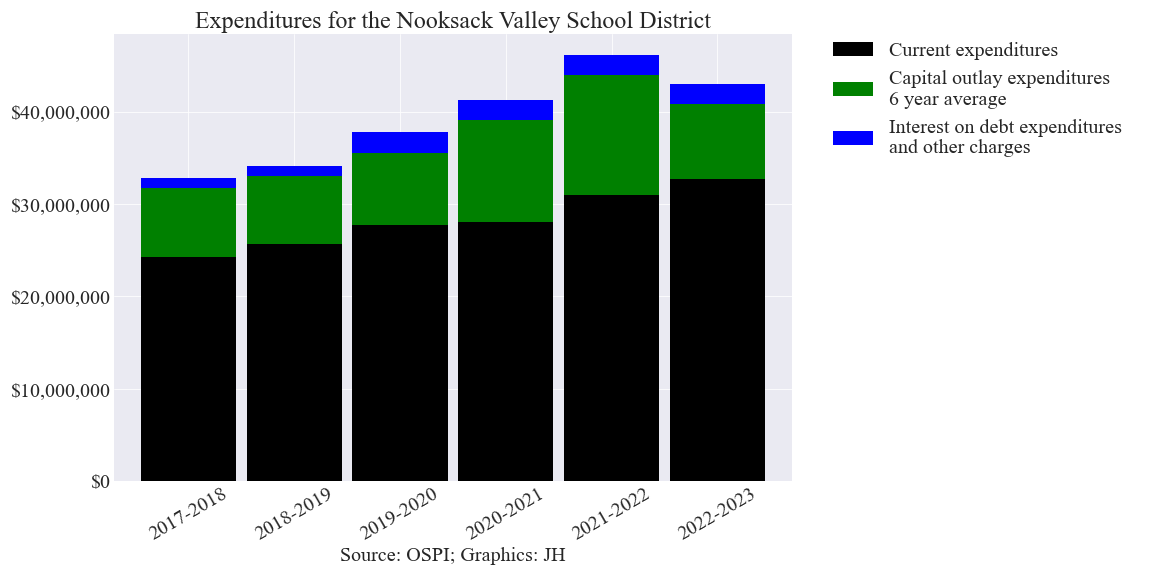 Expenditures for the Nooksack Valley School District
Current expenditures
Capital outlay expenditures
6 year average
Interest on debt expenditures
and other charges
$40,000,000
$30,000,000
$20,000,000
$10,000,000
$0
2017-2018
2018-2019
2019-2020
2020-2021
2021-2022
2022-2023
Source: OSPI; Graphics: JH